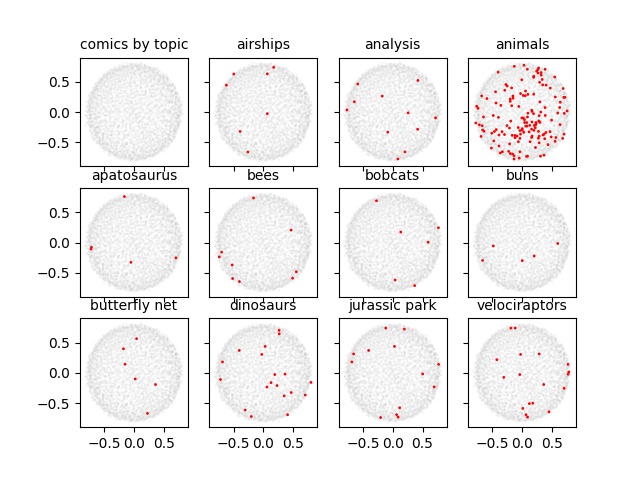 comics by topic airships analysis animals
0.5
0.0
−0.5
apatosaurus bees bobcats buns
0.5
0.0
−0.5
butterfly net dinosaurs jurassic park velociraptors
0.5
0.0
−0.5
−0.5 0.0 0.5 −0.5 0.0 0.5 −0.5 0.0 0.5 −0.5 0.0 0.5